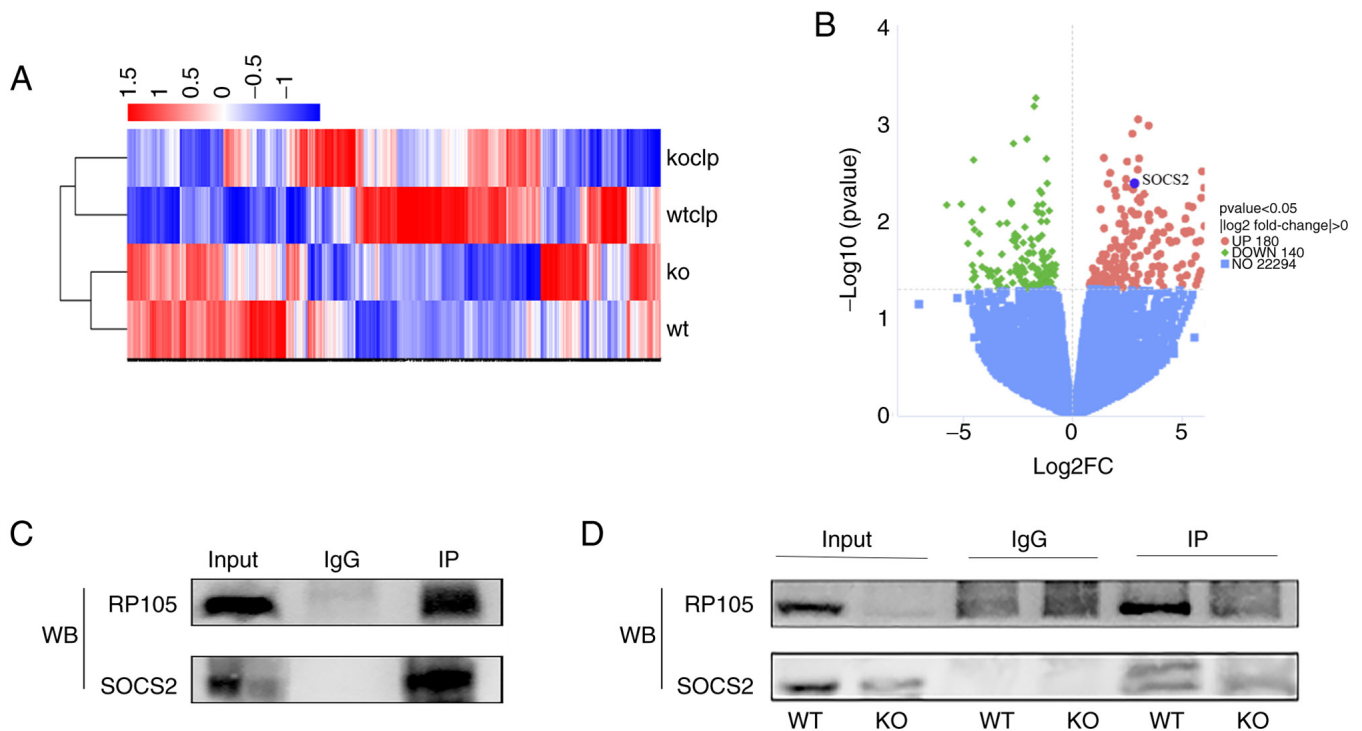 A
1.5 1 0.5 0 −0.5 −1
koclp
wtclp
ko
wt
B
4
3
2
1
0
−Log10 (pvalue)
SOCS2
−5 0 5
Log2FC
pvalue<0.05
|log2 fold-change|>0
UP 180
DOWN 140
NO 22294
C
Input IgG IP
WB
RP105
SOCS2
D
Input IgG IP
WB
RP105
SOCS2
WT KO WT KO WT KO